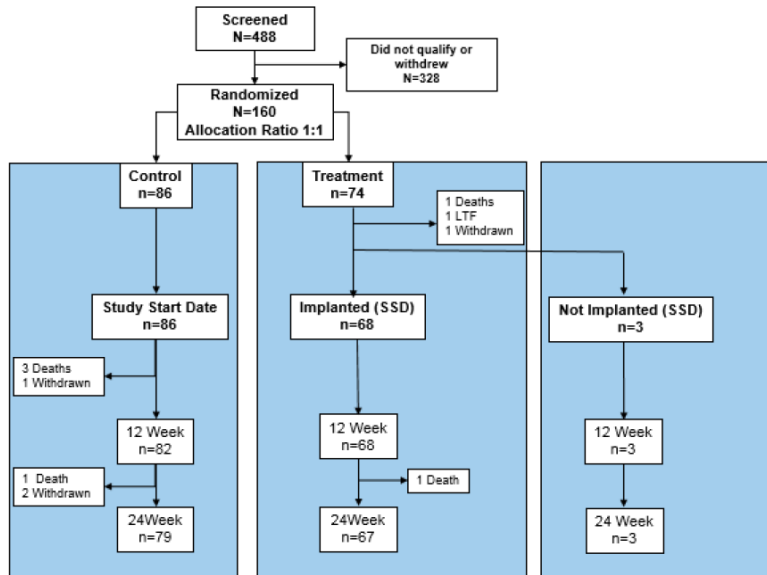 Screened
N=488
Did not qualify or
withdrew
N=328
Randomized
N=160
Allocation Ratio 1:1
Control
n=86
Treatment
n=74
1 Deaths
1 LTF
1 Withdrawn
Study Start Date
n=86
Implanted (SSD)
n=68
Not Implanted (SSD)
n=3
3 Deaths
1 Withdrawn
12 Week
n=82
12 Week
n=68
12 Week
n=3
1 Death
2 Withdrawn
1 Death
24Week
n=79
24Week
n=67
24 Week
n=3